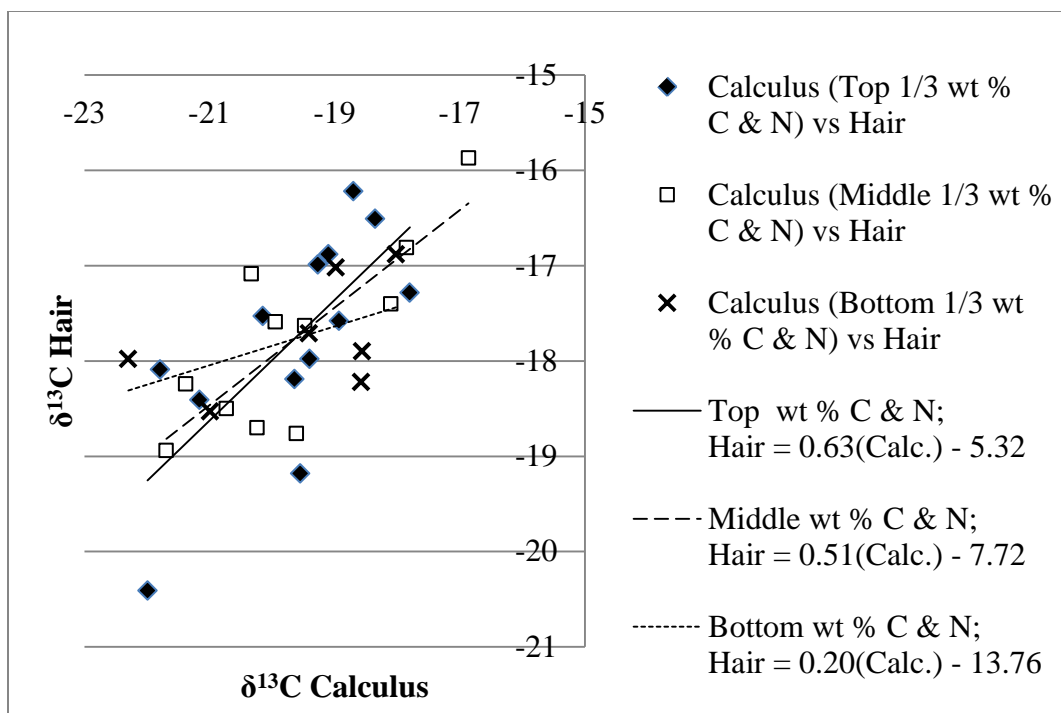 -15
-23 -21 -19 -17 -15
-16
-17
-18
-19
-20
-21
δ¹³C Hair
δ¹³C Calculus
Calculus (Top 1/3 wt %
C & N) vs Hair
Calculus (Middle 1/3 wt %
C & N) vs Hair
Calculus (Bottom 1/3 wt
% C & N) vs Hair
Top wt % C & N;
Hair = 0.63(Calc.) - 5.32
Middle wt % C & N;
Hair = 0.51(Calc.) - 7.72
Bottom wt % C & N;
Hair = 0.20(Calc.) - 13.76